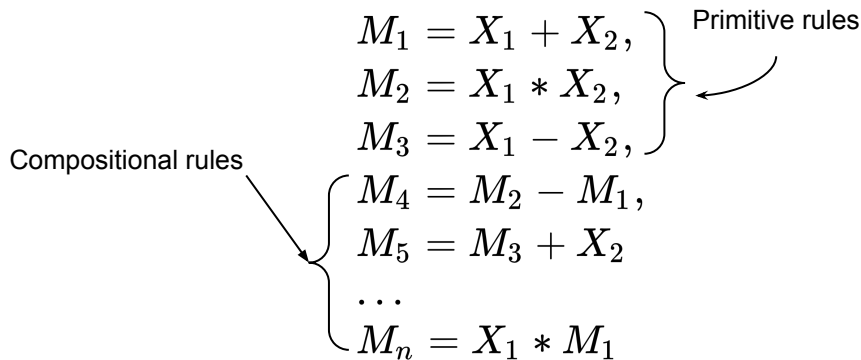 M₁ = X₁ + X₂,
Primitive rules
M₂ = X₁ * X₂,
M₃ = X₁ − X₂,
Compositional rules
M₄ = M₂ − M₁,
M₅ = M₃ + X₂
...
Mₙ = X₁ * M₁